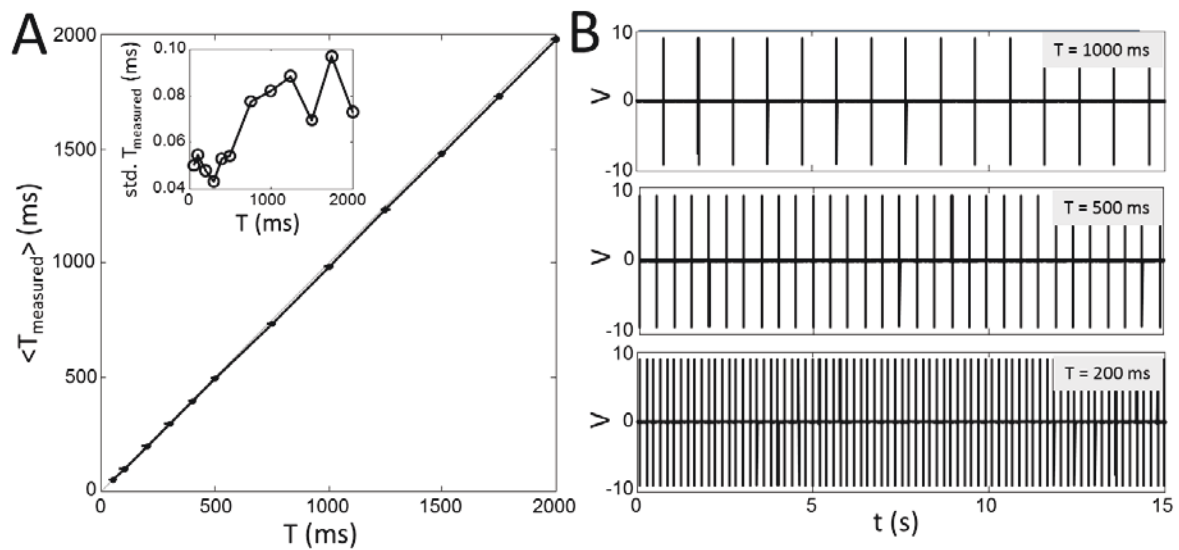 A
2000
1500
1000
500
0
<T_measured> (ms)
0
500
1000
1500
2000
T (ms)
0.10
0.08
0.06
0.04
std. T_measured (ms)
0
1000
2000
T (ms)
B
10
0
-10
V
T = 1000 ms
10
0
-10
V
T = 500 ms
10
0
-10
V
T = 200 ms
0
5
10
15
t (s)